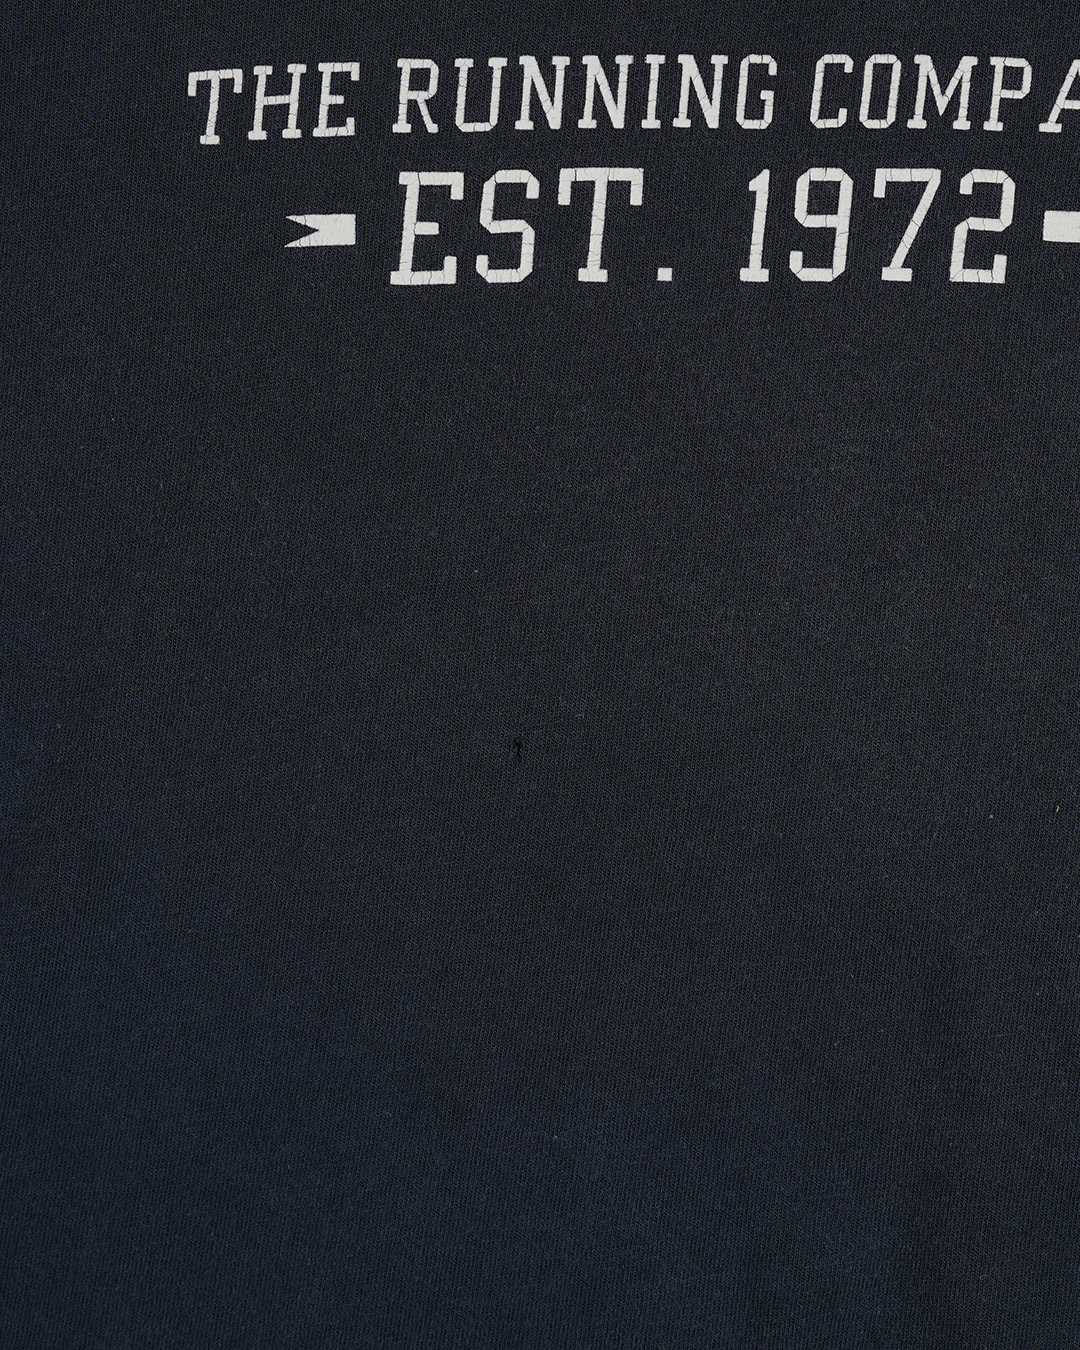 THE RUNNING COMPA
EST. 1972